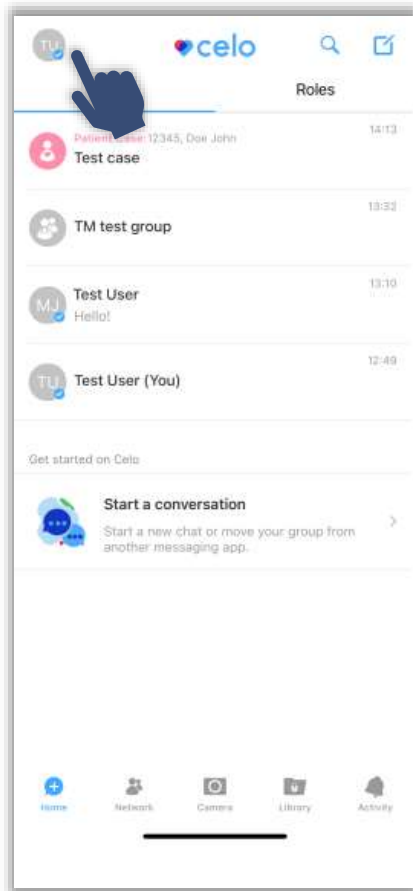 TU
celo
Roles
Patient Case: 12345, Doe John
14:13
Test case
TM test group
13:32
MJ
Test User
13:10
Hello!
TU
Test User (You)
12:49
Get started on Celo
Start a conversation
Start a new chat or move your group from
another messaging app.
Home
Network
Camera
Library
Activity